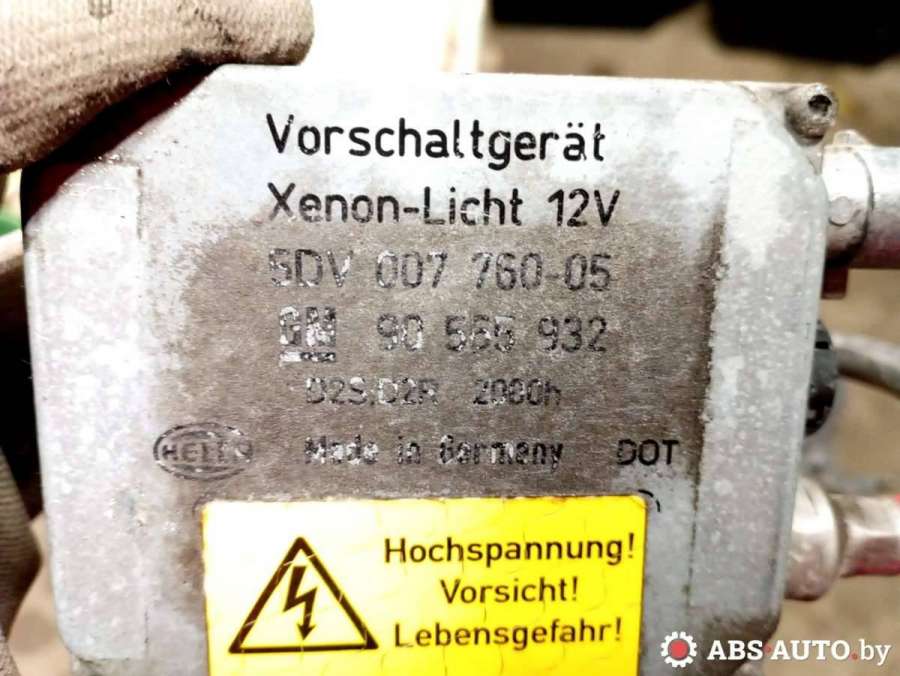 Vorschaltgerät
Xenon-Licht 12V
5DV 007 760-05
GM 90 565 932
D2S,D2R 2000h
HELLA Made in Germany DOT
Hochspannung!
Vorsicht!
Lebensgefahr!
ABS-AUTO.by